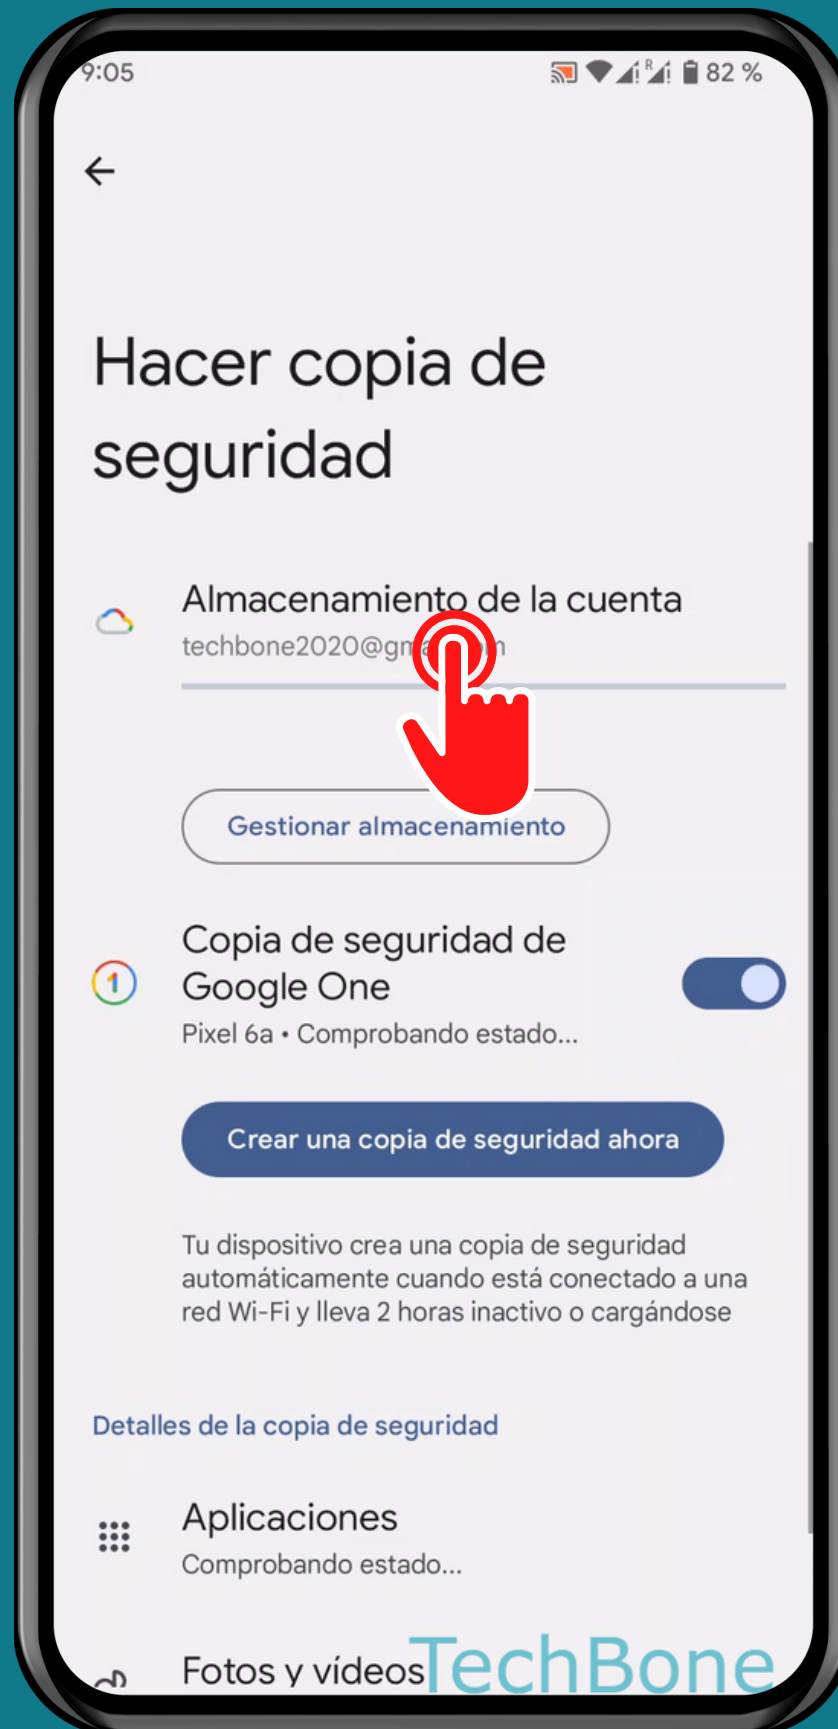 9:05
R
82 %
Hacer copia de
seguridad
Almacenamiento de la cuenta
Gestionar almacenamiento
Copia de seguridad de
Google One
1
Pixel 6a • Comprobando estado...
Crear una copia de seguridad ahora
Tu dispositivo crea una copia de seguridad
automáticamente cuando está conectado a una
red Wi-Fi y lleva 2 horas inactivo o cargándose
Detalles de la copia de seguridad
Aplicaciones
Comprobando estado...
Fotos y vídeos
TechBone